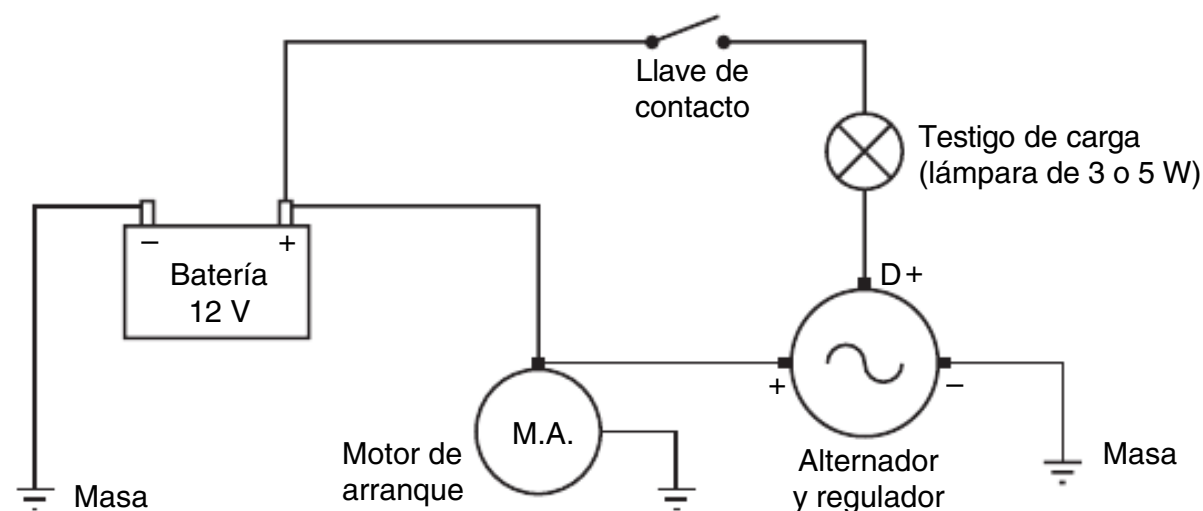 Llave de
contacto
Testigo de carga
(lámpara de 3 o 5 W)
– +
Batería
12 V
D+
+ –
M.A.
Motor de
arranque
Alternador
y regulador
Masa
Masa